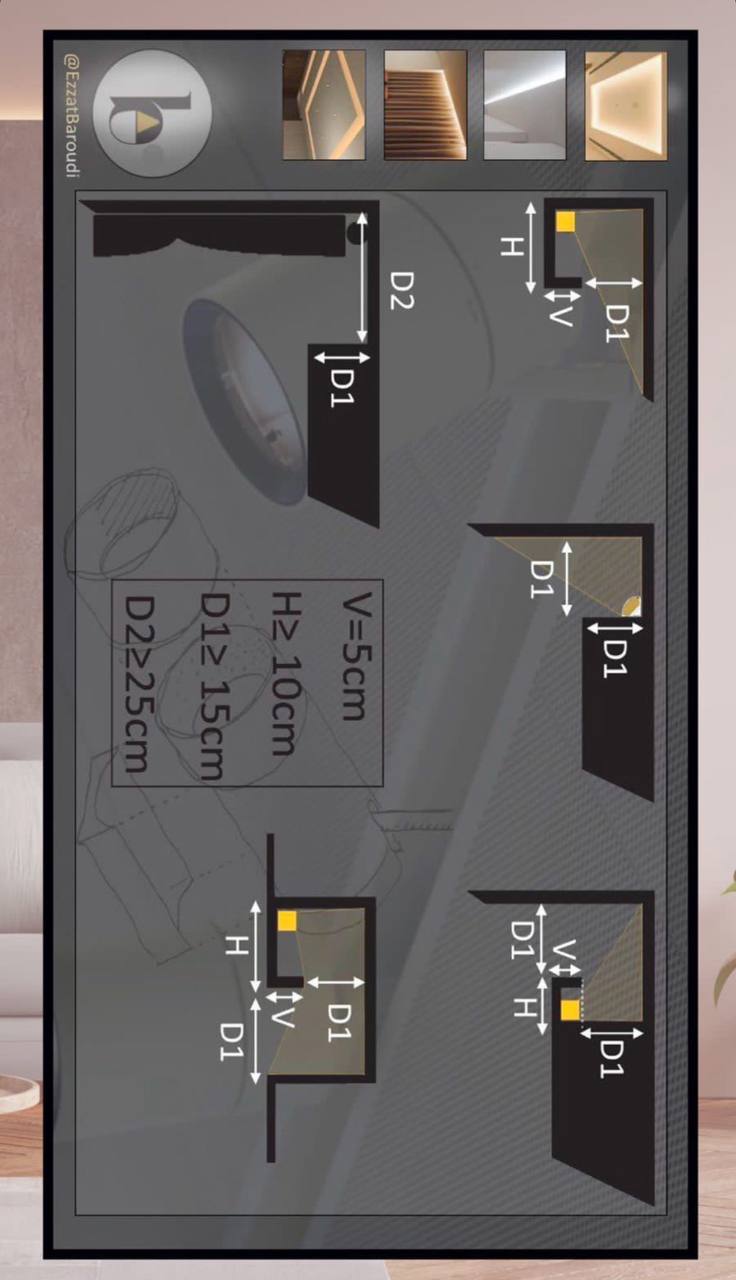 D1
V
H
D1
D1
D1
V
D1 H
D2
D1
V=5cm
H≥ 10cm
D1≥ 15cm
D2≥25cm
D1
V
H D1
b
@EzzatBaroudi